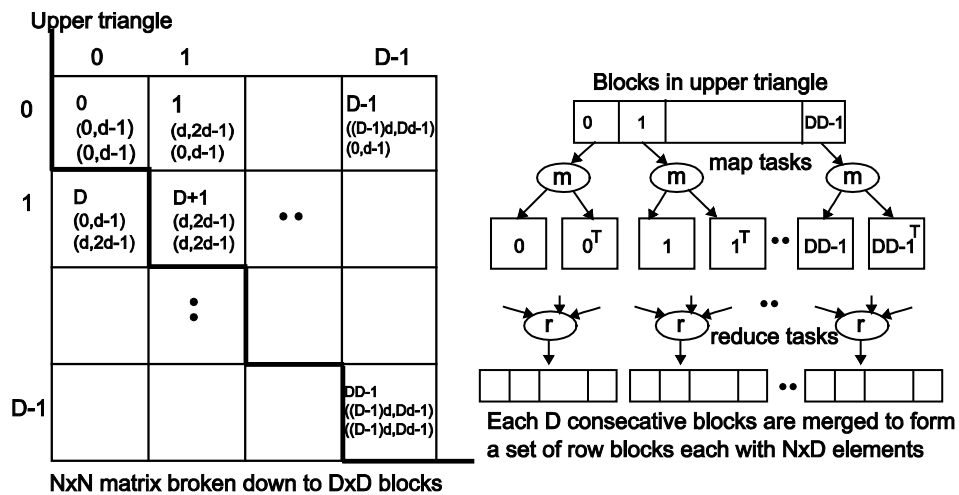 Upper triangle
0 1 D-1
0
0
(0,d-1)
(0,d-1)
1
(d,2d-1)
(0,d-1)
D-1
((D-1)d,Dd-1)
(0,d-1)
1
D
(0,d-1)
(d,2d-1)
D+1
(d,2d-1)
(d,2d-1)
D-1
DD-1
((D-1)d,Dd-1)
((D-1)d,Dd-1)
NxN matrix broken down to DxD blocks
Blocks in upper triangle
0 1 DD-1
map tasks
m m m
0 0T 1 1T DD-1 DD-1T
r r r
reduce tasks
Each D consecative blocks are merged to form
a set of row blocks each with NxD elements